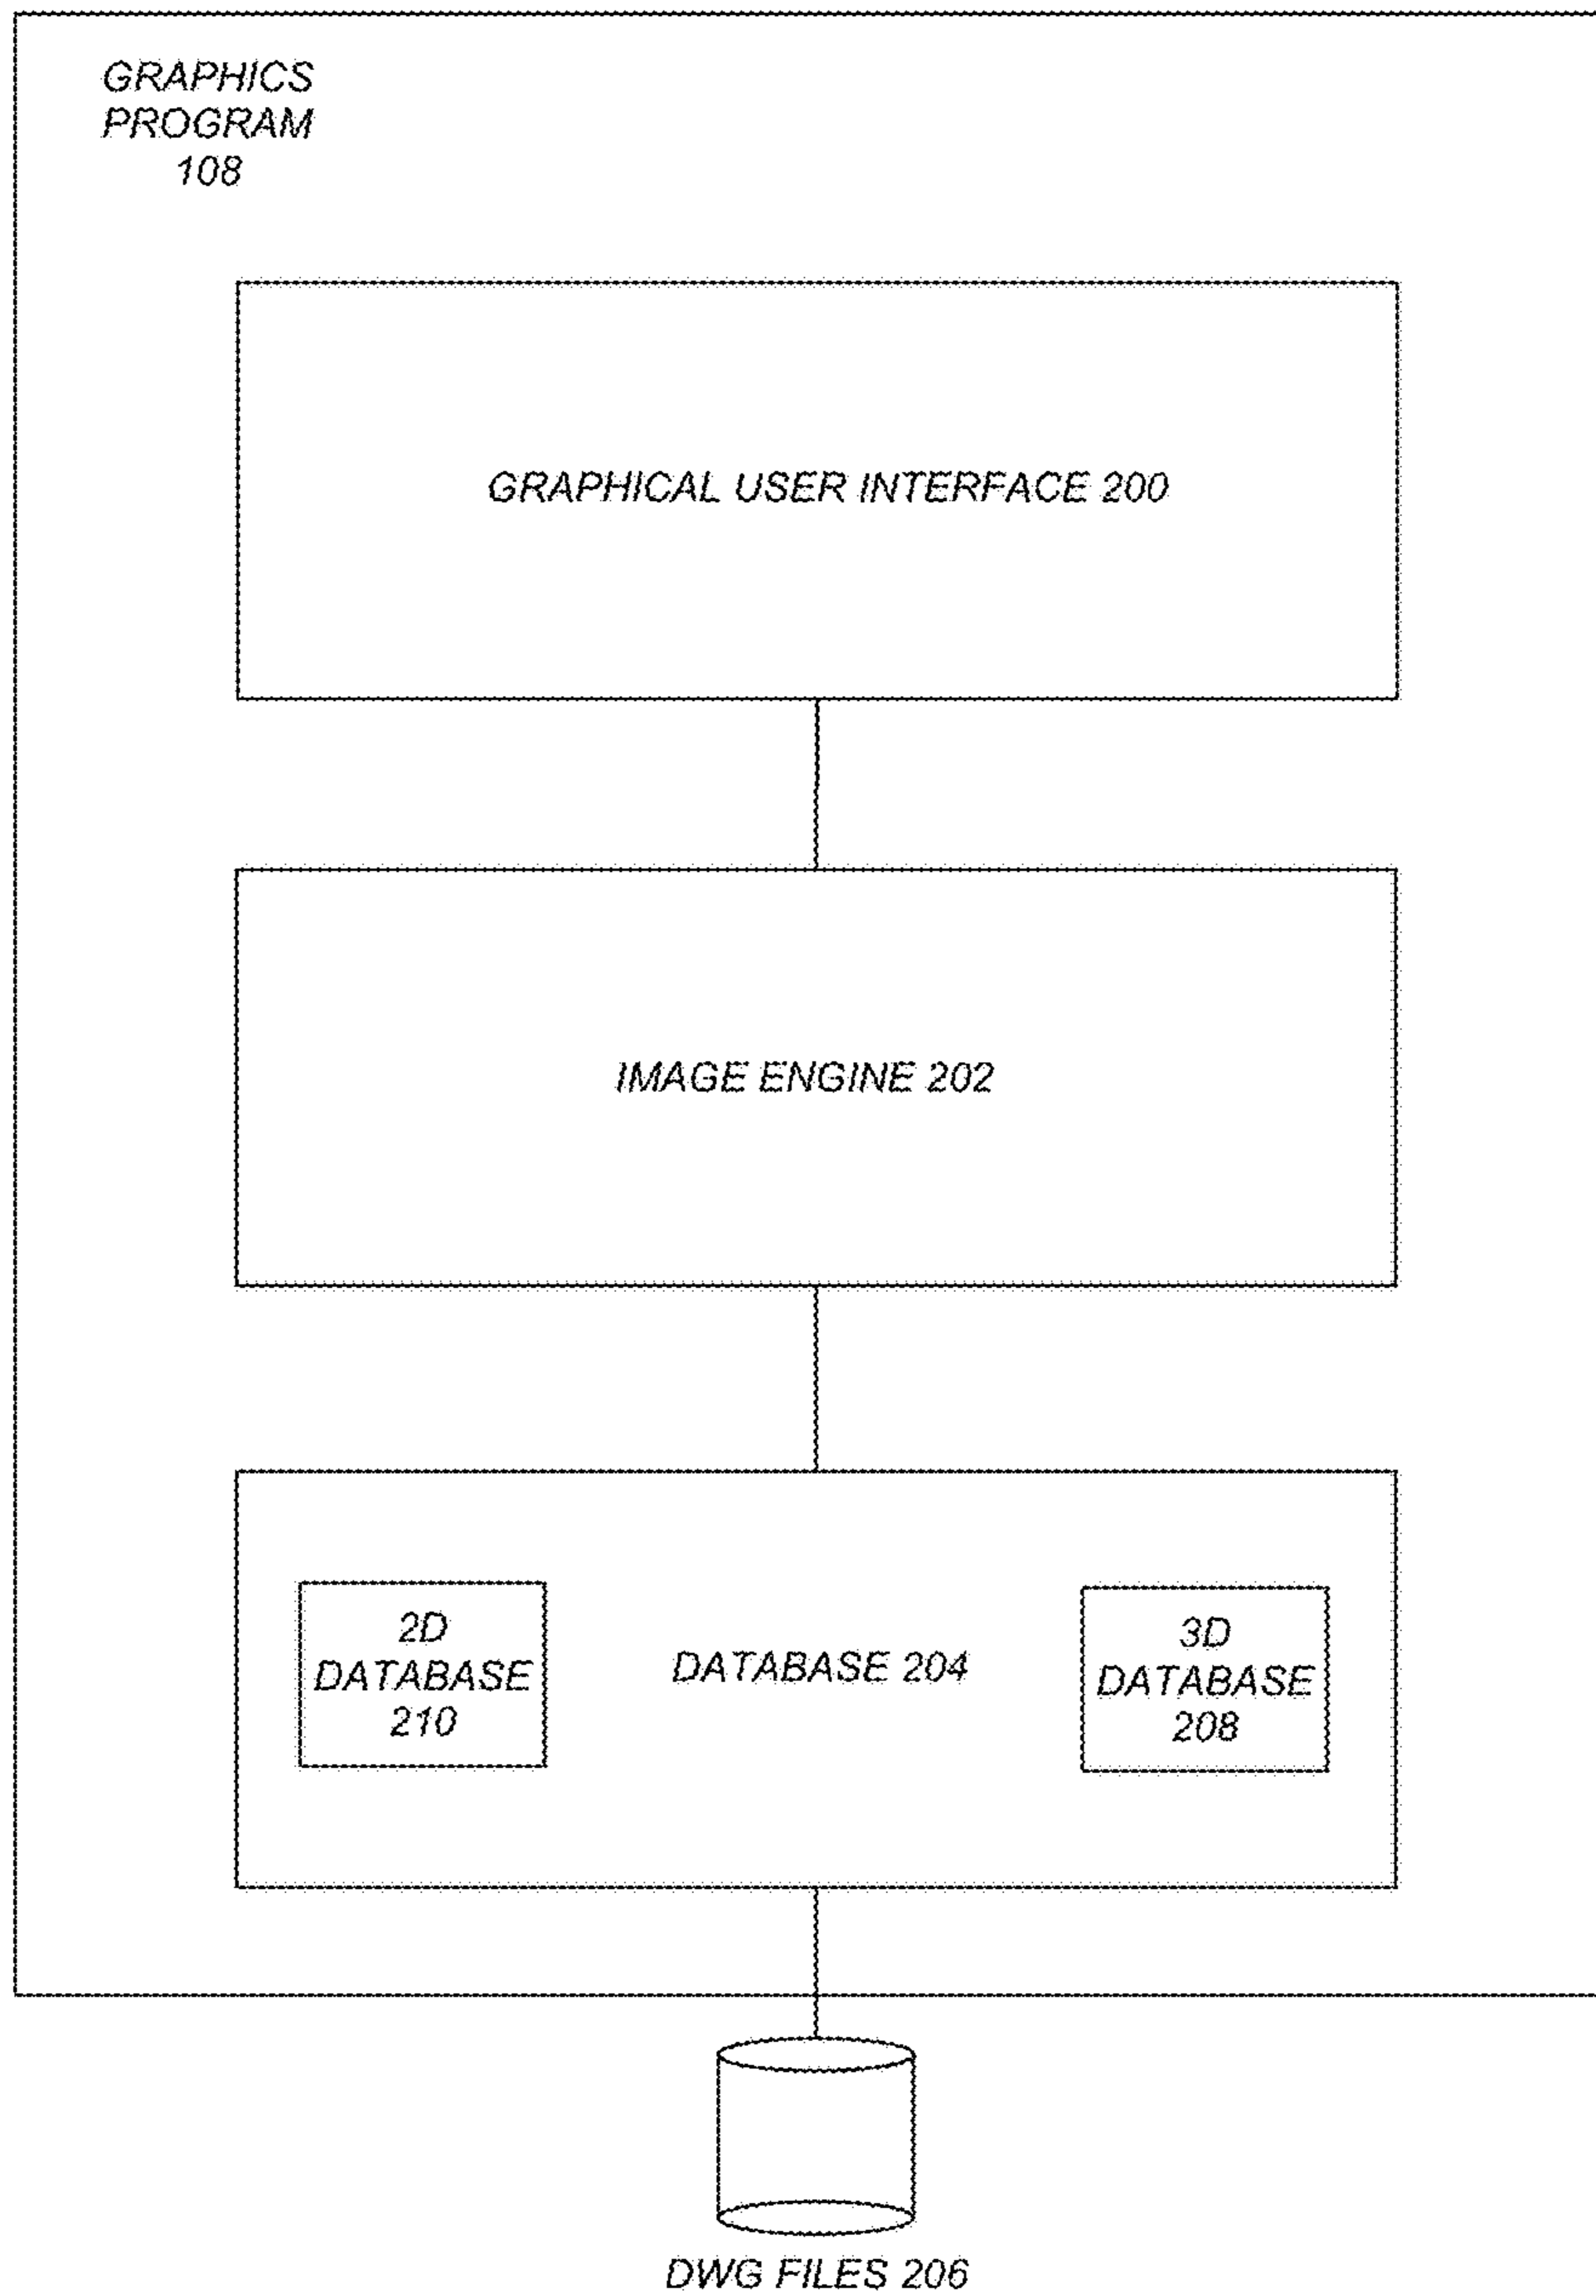 GRAPHICS
PROGRAM
108
GRAPHICAL USER INTERFACE 200
IMAGE ENGINE 202
2D
DATABASE
210
DATABASE 204
3D
DATABASE
208
DWG FILES 206